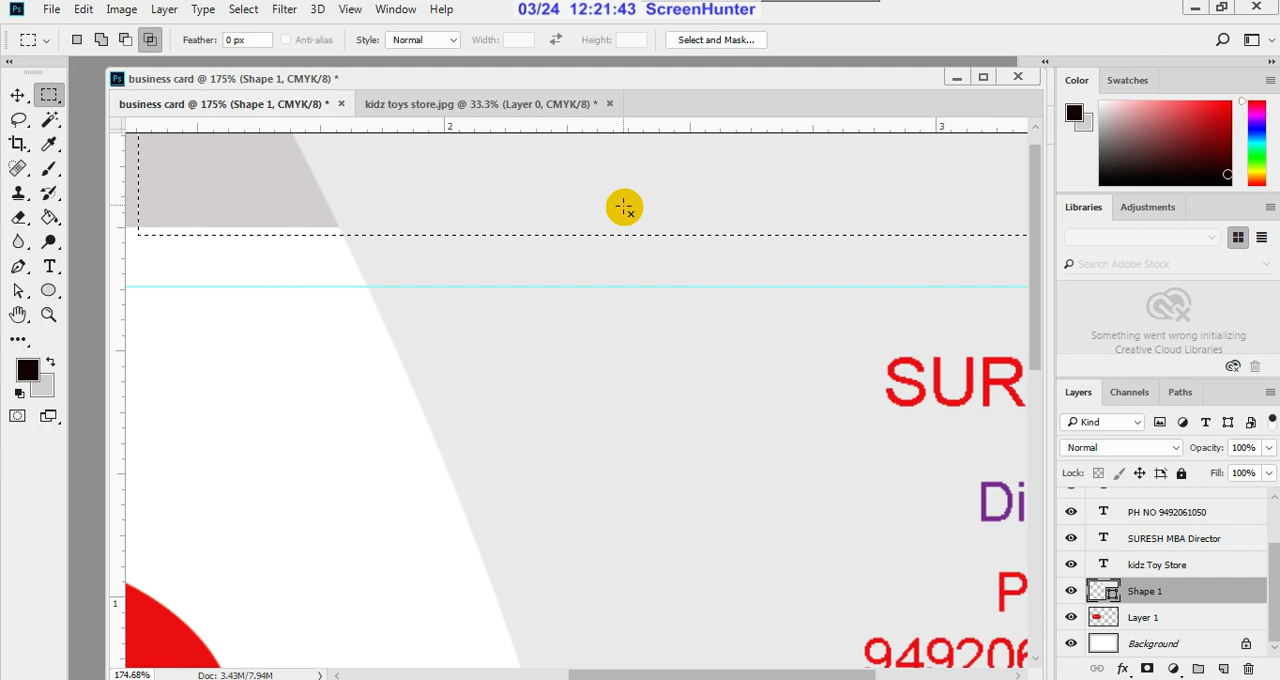 03/24 12:21:43 ScreenHunter
Ps File Edit Image Layer Type Select Filter 3D View Window Help
Feather: 0 px Anti-alias Style: Normal Width: Height: Select and Mask...
Ps business card @ 175% (Shape 1, CMYK/8) *
business card @ 175% (Shape 1, CMYK/8) * × kidz toys store.jpg @ 33.3% (Layer 0, CMYK/8) * ×
2 3
1
SUR
Di
P
949206
174.68% Doc: 3.43M/7.94M
Color Swatches
Libraries Adjustments
Search Adobe Stock
Something went wrong initializing
Creative Cloud Libraries
Layers Channels Paths
Kind
Normal Opacity: 100%
Lock: Fill: 100%
T PH NO 9492061050
T SURESH MBA Director
T kidz Toy Store
Shape 1
Layer 1
Background
fx